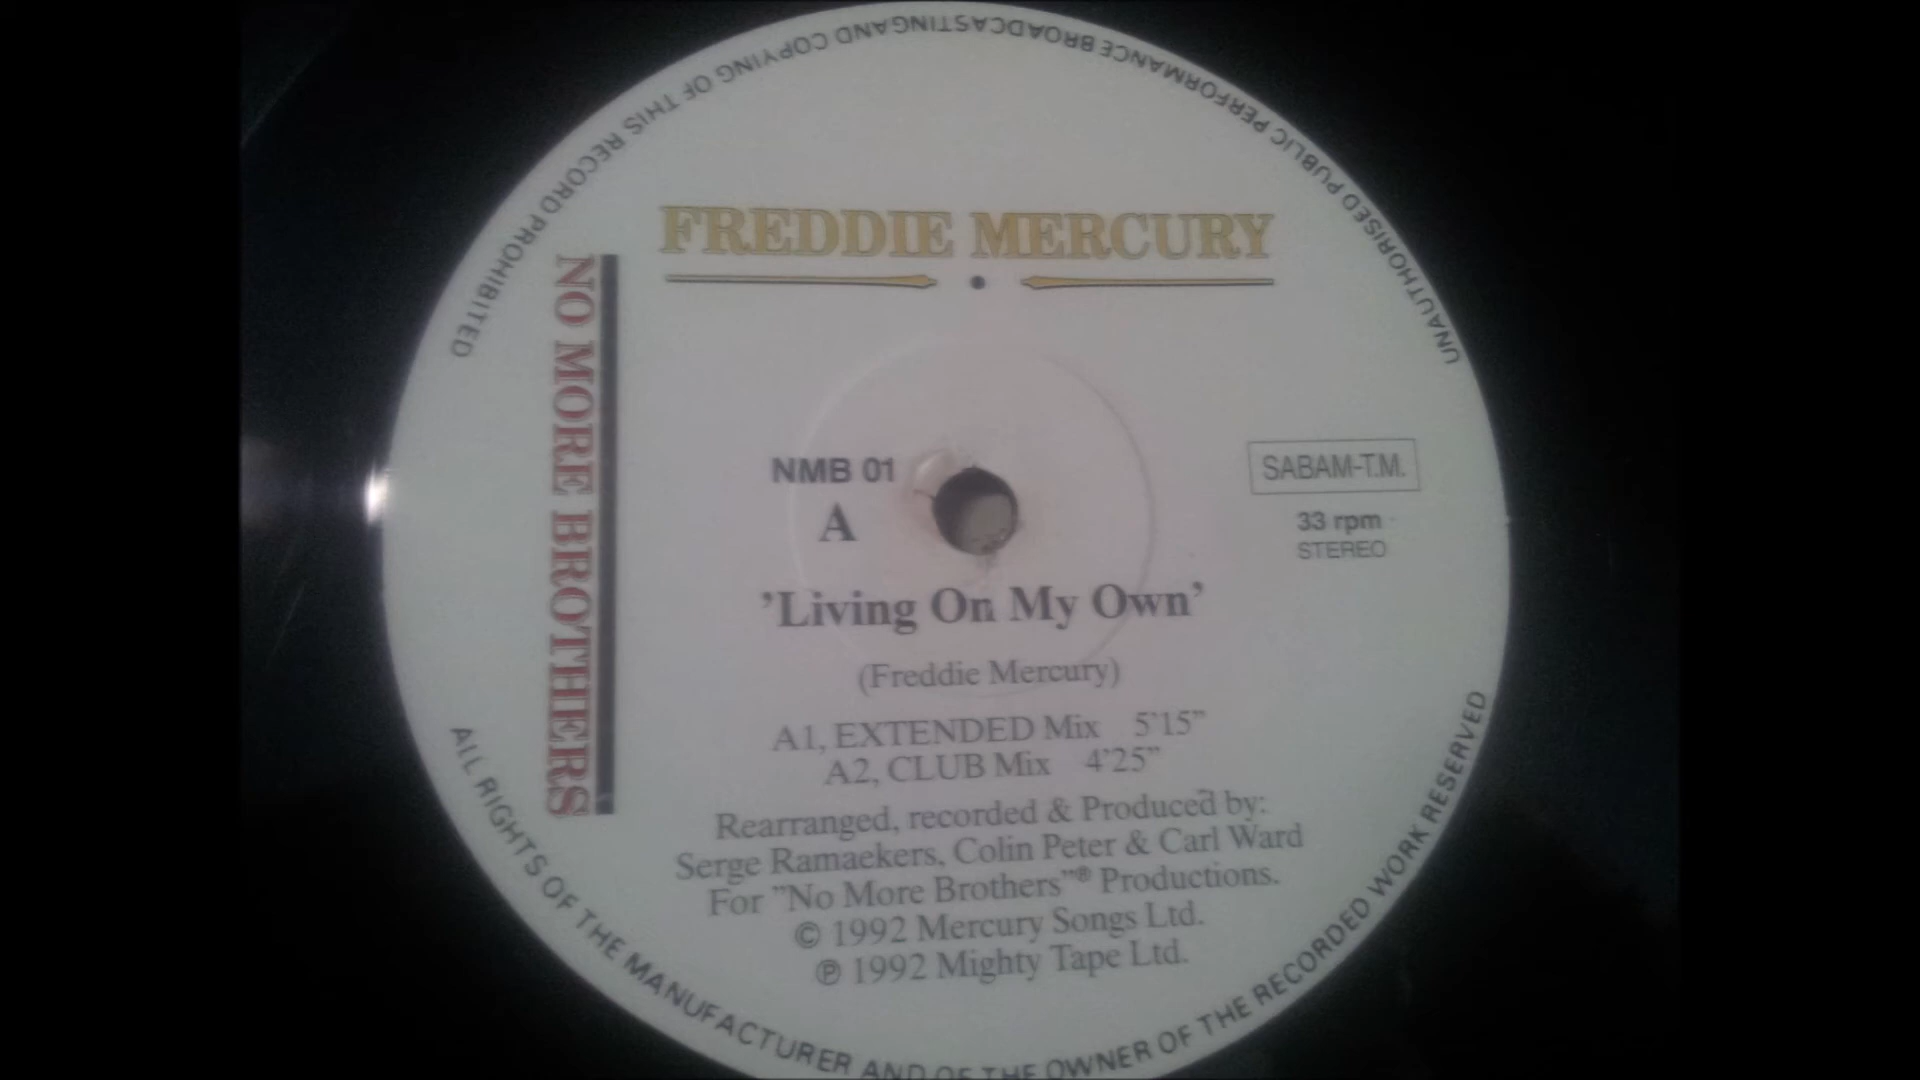 UNAUTHORISED PUBLIC PERFORMANCE BROADCASTING AND COPYING OF THIS RECORD PROHIBITED
FREDDIE MERCURY
NO MORE BROTHERS
NMB 01
A
SABAM-T.M.
33 rpm
STEREO
’Living On My Own’
(Freddie Mercury)
A1, EXTENDED Mix 5’15”
A2, CLUB Mix 4’25”
Rearranged, recorded & Produced by:
Serge Ramaekers, Colin Peter & Carl Ward
For ”No More Brothers”® Productions.
© 1992 Mercury Songs Ltd.
℗ 1992 Mighty Tape Ltd.
ALL RIGHTS OF THE MANUFACTURER AND OF THE OWNER OF THE RECORDED WORK RESERVED